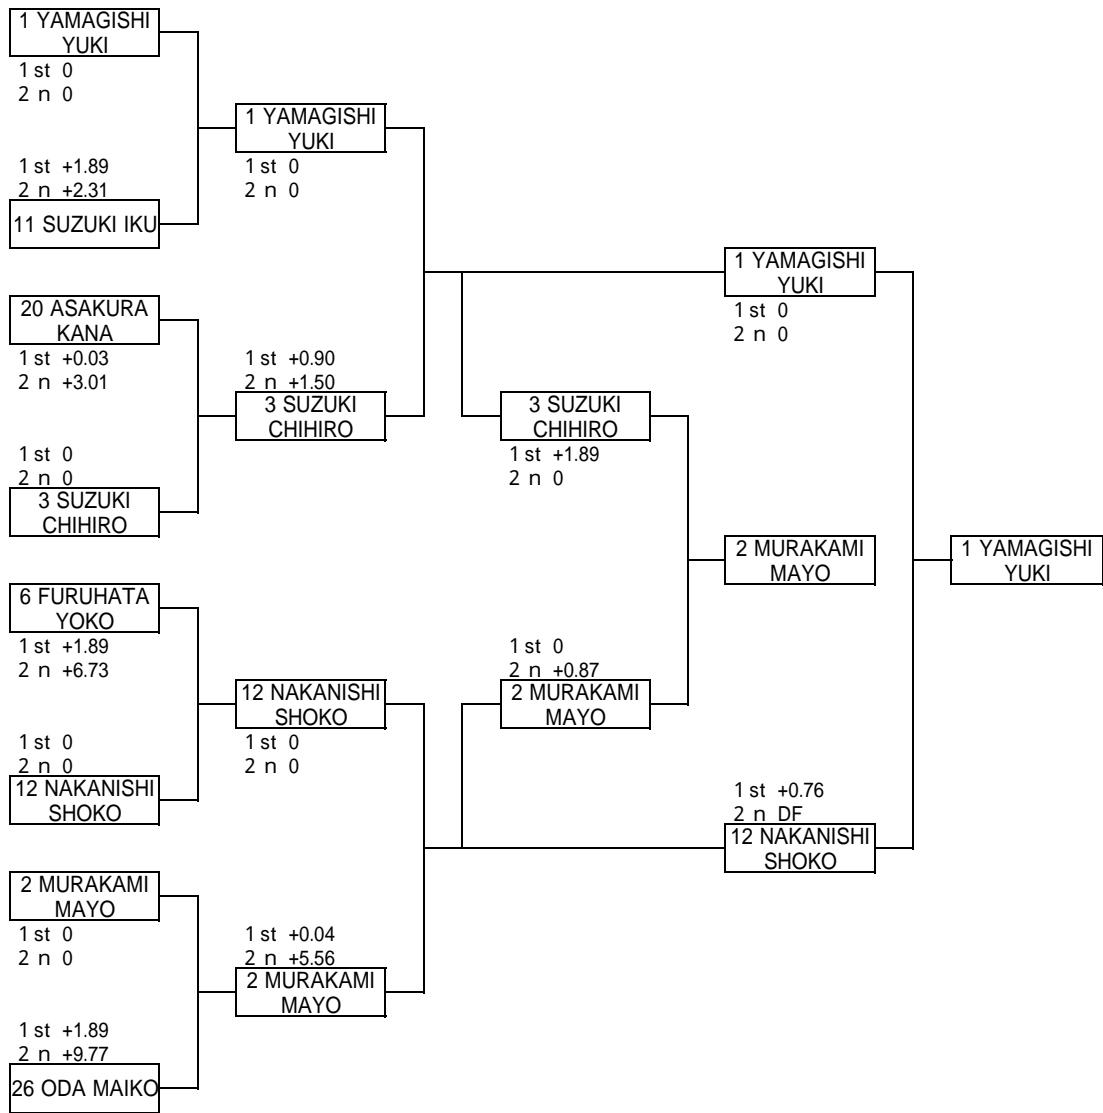 1 YAMAGISHI
YUKI
1 st 0
2 n 0
1 st +1.89
2 n +2.31
11 SUZUKI IKU
20 ASAKURA
KANA
1 st +0.03
2 n +3.01
1 st 0
2 n 0
3 SUZUKI
CHIHIRO
6 FURUHATA
YOKO
1 st +1.89
2 n +6.73
1 st 0
2 n 0
12 NAKANISHI
SHOKO
2 MURAKAMI
MAYO
1 st 0
2 n 0
1 st +1.89
2 n +9.77
26 ODA MAIKO
1 YAMAGISHI
YUKI
1 st 0
2 n 0
1 st +0.90
2 n +1.50
3 SUZUKI
CHIHIRO
12 NAKANISHI
SHOKO
1 st 0
2 n 0
1 st +0.04
2 n +5.56
2 MURAKAMI
MAYO
3 SUZUKI
CHIHIRO
1 st +1.89
2 n 0
1 st 0
2 n +0.87
2 MURAKAMI
MAYO
1 YAMAGISHI
YUKI
1 st 0
2 n 0
2 MURAKAMI
MAYO
1 st +0.76
2 n DF
12 NAKANISHI
SHOKO
1 YAMAGISHI
YUKI